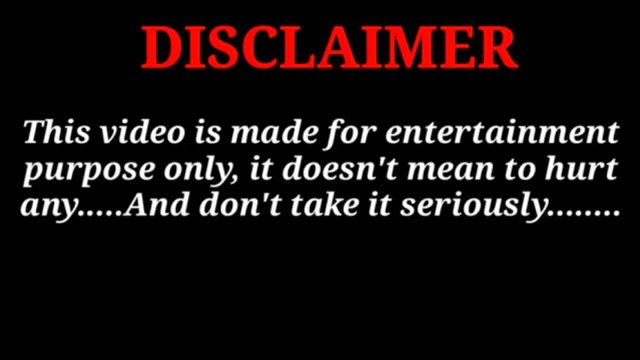 DISCLAIMER
This video is made for entertainment
purpose only, it doesn't mean to hurt
any.....And don't take it seriously........